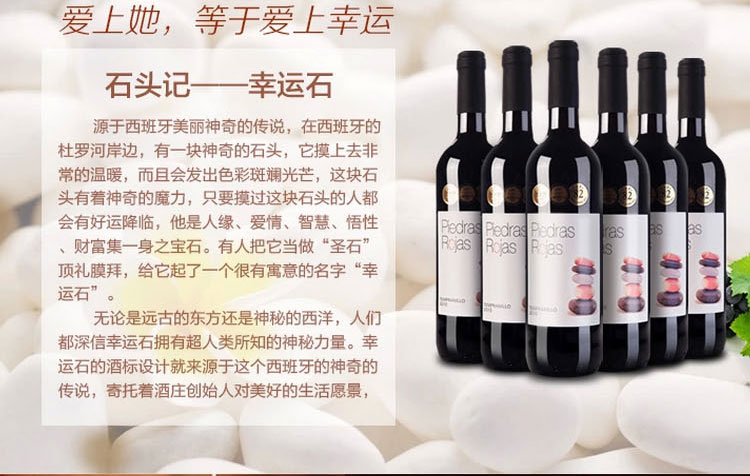 爱上她，等于爱上幸运
石头记——幸运石
源于西班牙美丽神奇的传说，在西班牙的
杜罗河岸边，有一块神奇的石头，它摸上去非
常的温暖，而且会发出色彩斑斓光芒，这块石
头有着神奇的魔力，只要摸过这块石头的人都
会有好运降临，他是人缘、爱情、智慧、悟性
、财富集一身之宝石。有人把它当做“圣石”
顶礼膜拜，给它起了一个很有寓意的名字“幸
运石”。
无论是远古的东方还是神秘的西洋，人们
都深信幸运石拥有超人类所知的神秘力量。幸
运石的酒标设计就来源于这个西班牙的神奇的
传说，寄托着酒庄创始人对美好的生活愿景，
Piedras
Rojas
Piedras
Rojas
Piedras
Rojas
TEMPRANILLO
82
82